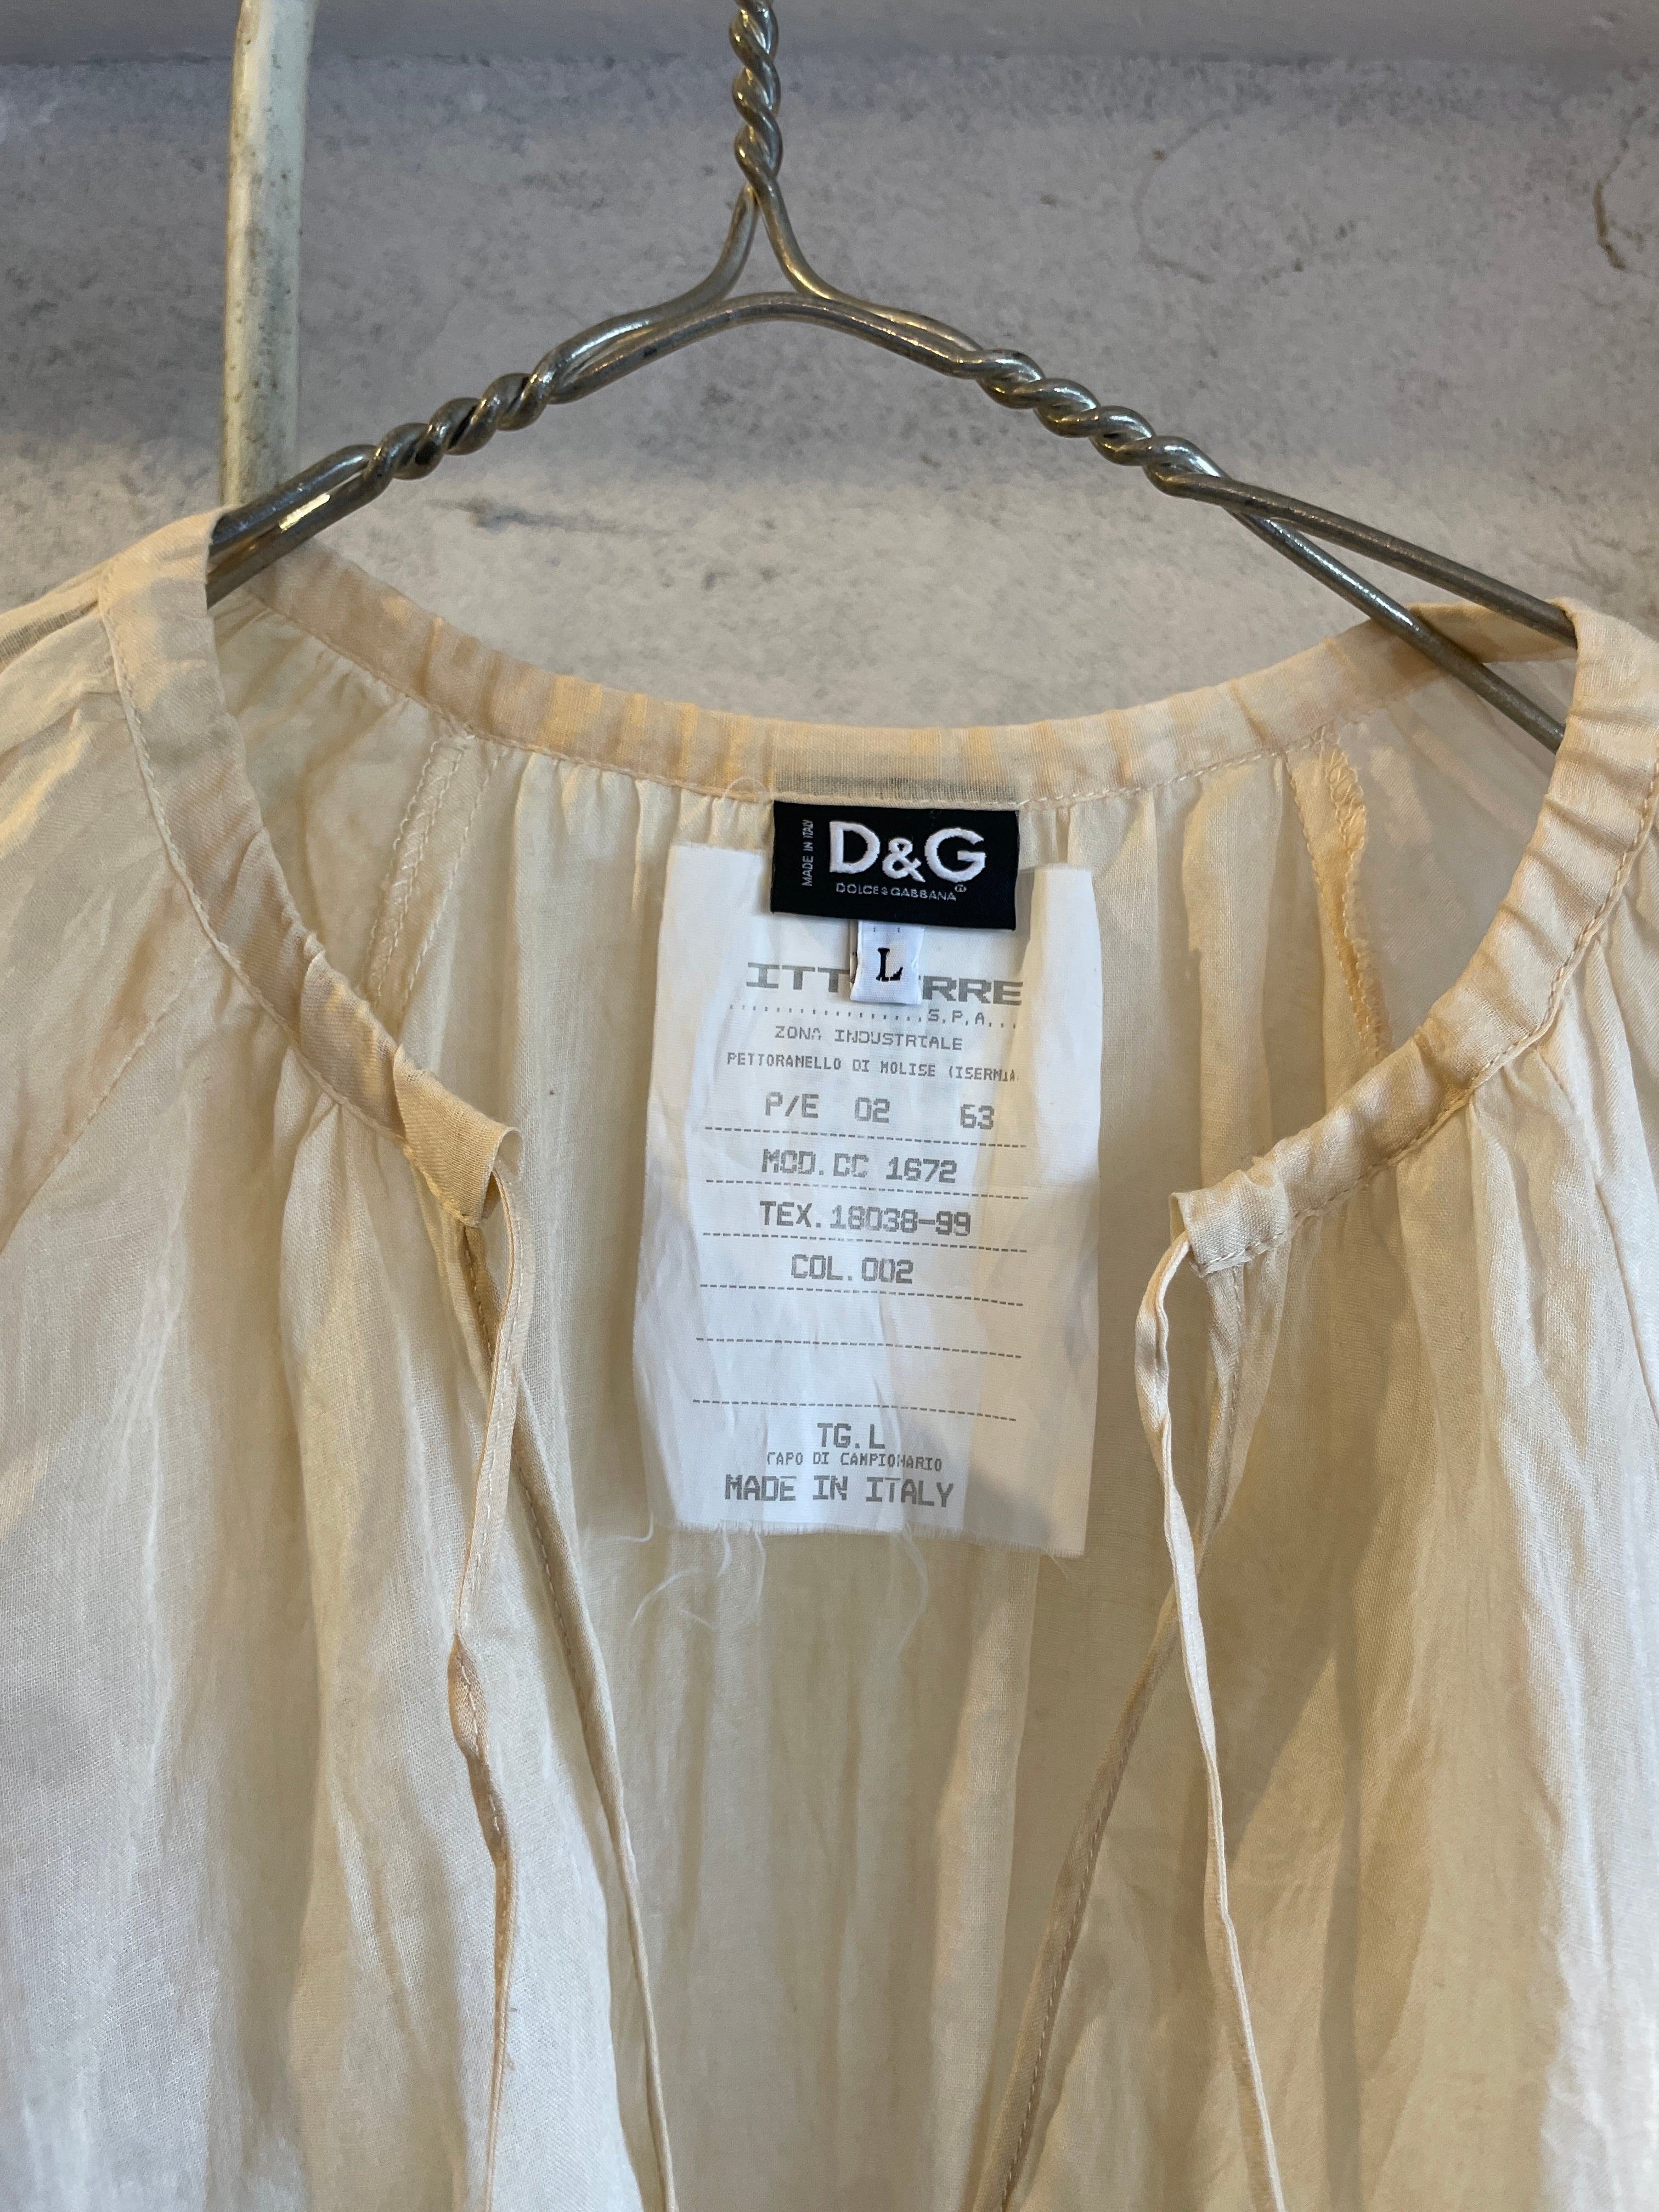 MADE IN ITALY
D&G
DOLCE&GABBANA®
L
S.P.A.
ZONA INDUSTRIALE
PETTORANELLO DI MOLISE (ISERNIA
P/E 02 63
MOD.DC 1672
TEX.18038-99
COL.002
TG.L
CAPO DI CAMPIONARIO
MADE IN ITALY